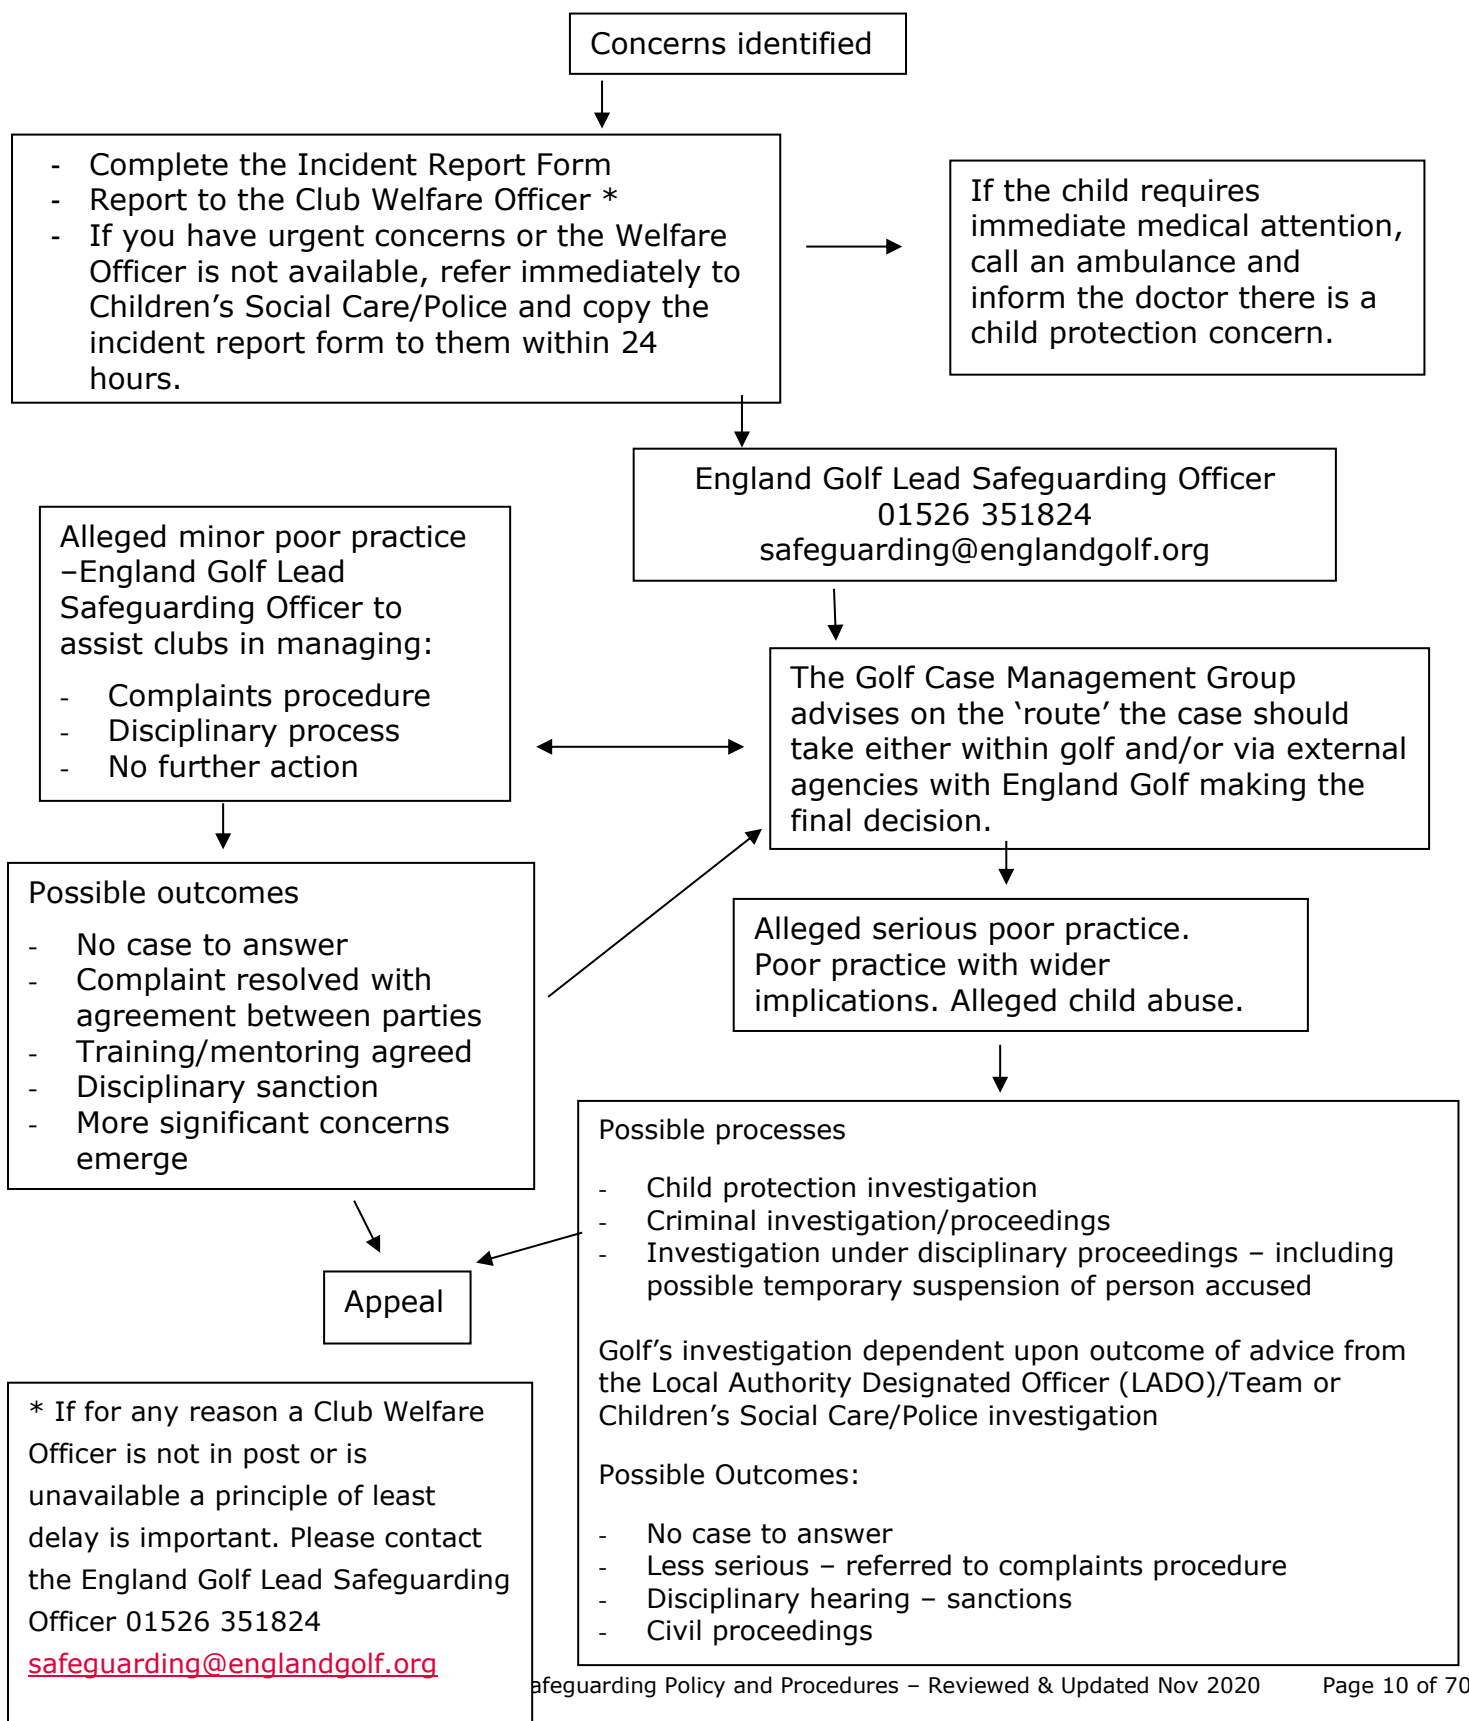 Concerns identified
- Complete the Incident Report Form
- Report to the Club Welfare Officer *
- If you have urgent concerns or the Welfare
Officer is not available, refer immediately to
Children’s Social Care/Police and copy the
incident report form to them within 24
hours.
If the child requires
immediate medical attention,
call an ambulance and
inform the doctor there is a
child protection concern.
England Golf Lead Safeguarding Officer
01526 351824
safeguarding@englandgolf.org
Alleged minor poor practice
–England Golf Lead
Safeguarding Officer to
assist clubs in managing:
- Complaints procedure
- Disciplinary process
- No further action
The Golf Case Management Group
advises on the ‘route’ the case should
take either within golf and/or via external
agencies with England Golf making the
final decision.
Possible outcomes
- No case to answer
- Complaint resolved with
agreement between parties
- Training/mentoring agreed
- Disciplinary sanction
- More significant concerns
emerge
Alleged serious poor practice.
Poor practice with wider
implications. Alleged child abuse.
Possible processes
- Child protection investigation
- Criminal investigation/proceedings
- Investigation under disciplinary proceedings – including
possible temporary suspension of person accused
Golf’s investigation dependent upon outcome of advice from
the Local Authority Designated Officer (LADO)/Team or
Children’s Social Care/Police investigation
Possible Outcomes:
- No case to answer
- Less serious – referred to complaints procedure
- Disciplinary hearing – sanctions
- Civil proceedings
Appeal
* If for any reason a Club Welfare
Officer is not in post or is
unavailable a principle of least
delay is important. Please contact
the England Golf Lead Safeguarding
Officer 01526 351824
safeguarding@englandgolf.org
afeguarding Policy and Procedures – Reviewed & Updated Nov 2020 Page 10 of 70